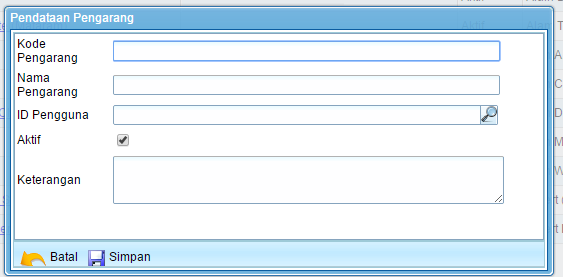 Pendataan Pengarang
Kode
Pengarang
Nama
Pengarang
ID Pengguna
Aktif
Keterangan
Batal Simpan